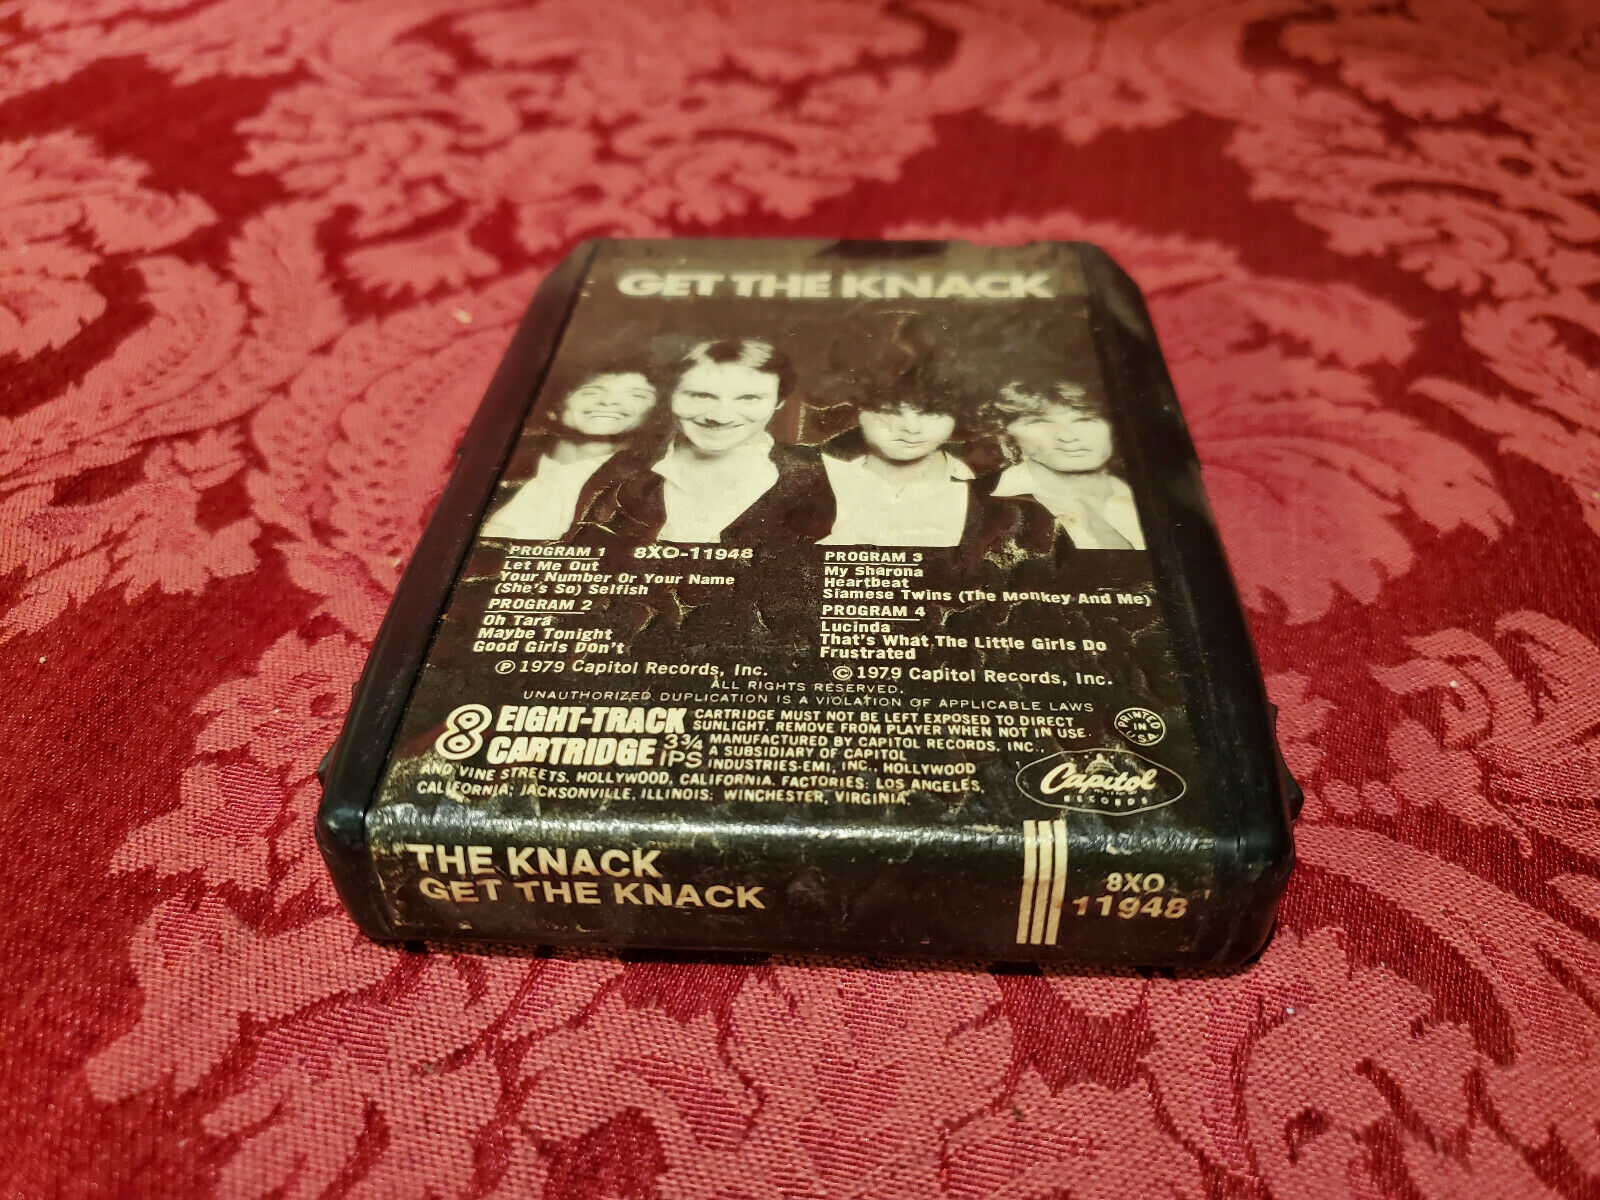 GET THE KNACK
PROGRAM 1 8XO-11948
Let Me Out
Your Number Or Your Name
(She's So) Selfish
PROGRAM 2
Oh Tara
Maybe Tonight
Good Girls Don't
PROGRAM 3
My Sharona
Heartbeat
Siamese Twins (The Monkey And Me)
PROGRAM 4
Lucinda
That's What The Little Girls Do
Frustrated
℗ 1979 Capitol Records, Inc. © 1979 Capitol Records, Inc.
ALL RIGHTS RESERVED.
UNAUTHORIZED DUPLICATION IS A VIOLATION OF APPLICABLE LAWS
8 EIGHT-TRACK
CARTRIDGE 3¾ IPS
CARTRIDGE MUST NOT BE LEFT EXPOSED TO DIRECT
SUNLIGHT. REMOVE FROM PLAYER WHEN NOT IN USE.
MANUFACTURED BY CAPITOL RECORDS, INC.,
A SUBSIDIARY OF CAPITOL
INDUSTRIES-EMI, INC., HOLLYWOOD
AND VINE STREETS, HOLLYWOOD, CALIFORNIA. FACTORIES: LOS ANGELES,
CALIFORNIA; JACKSONVILLE, ILLINOIS; WINCHESTER, VIRGINIA.
PRINTED
IN
USA
Capitol
RECORDS
THE KNACK
GET THE KNACK
8XO
11948